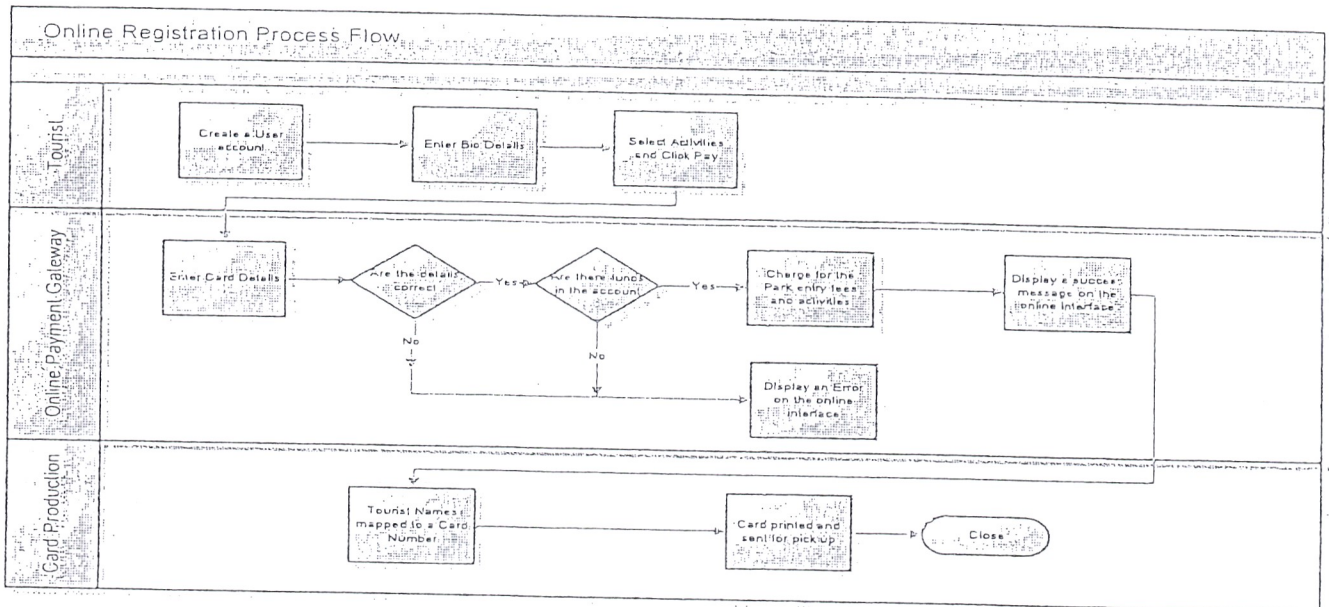 Online Registration Process Flow
Tourist
Create a User
account
Enter Bio Details
Select Activities
and Click Pay
Online Payment Gateway
Enter Card Details
Are the details
correct
Yes
Are there funds
in the account
Yes
Charge for the
Park entry fees
and activities
Display a success
message on the
online interface
No
No
Display an Error
on the online
interface
Card Production
Tourist Names
mapped to a Card
Number
Card printed and
sent for pick up
Close